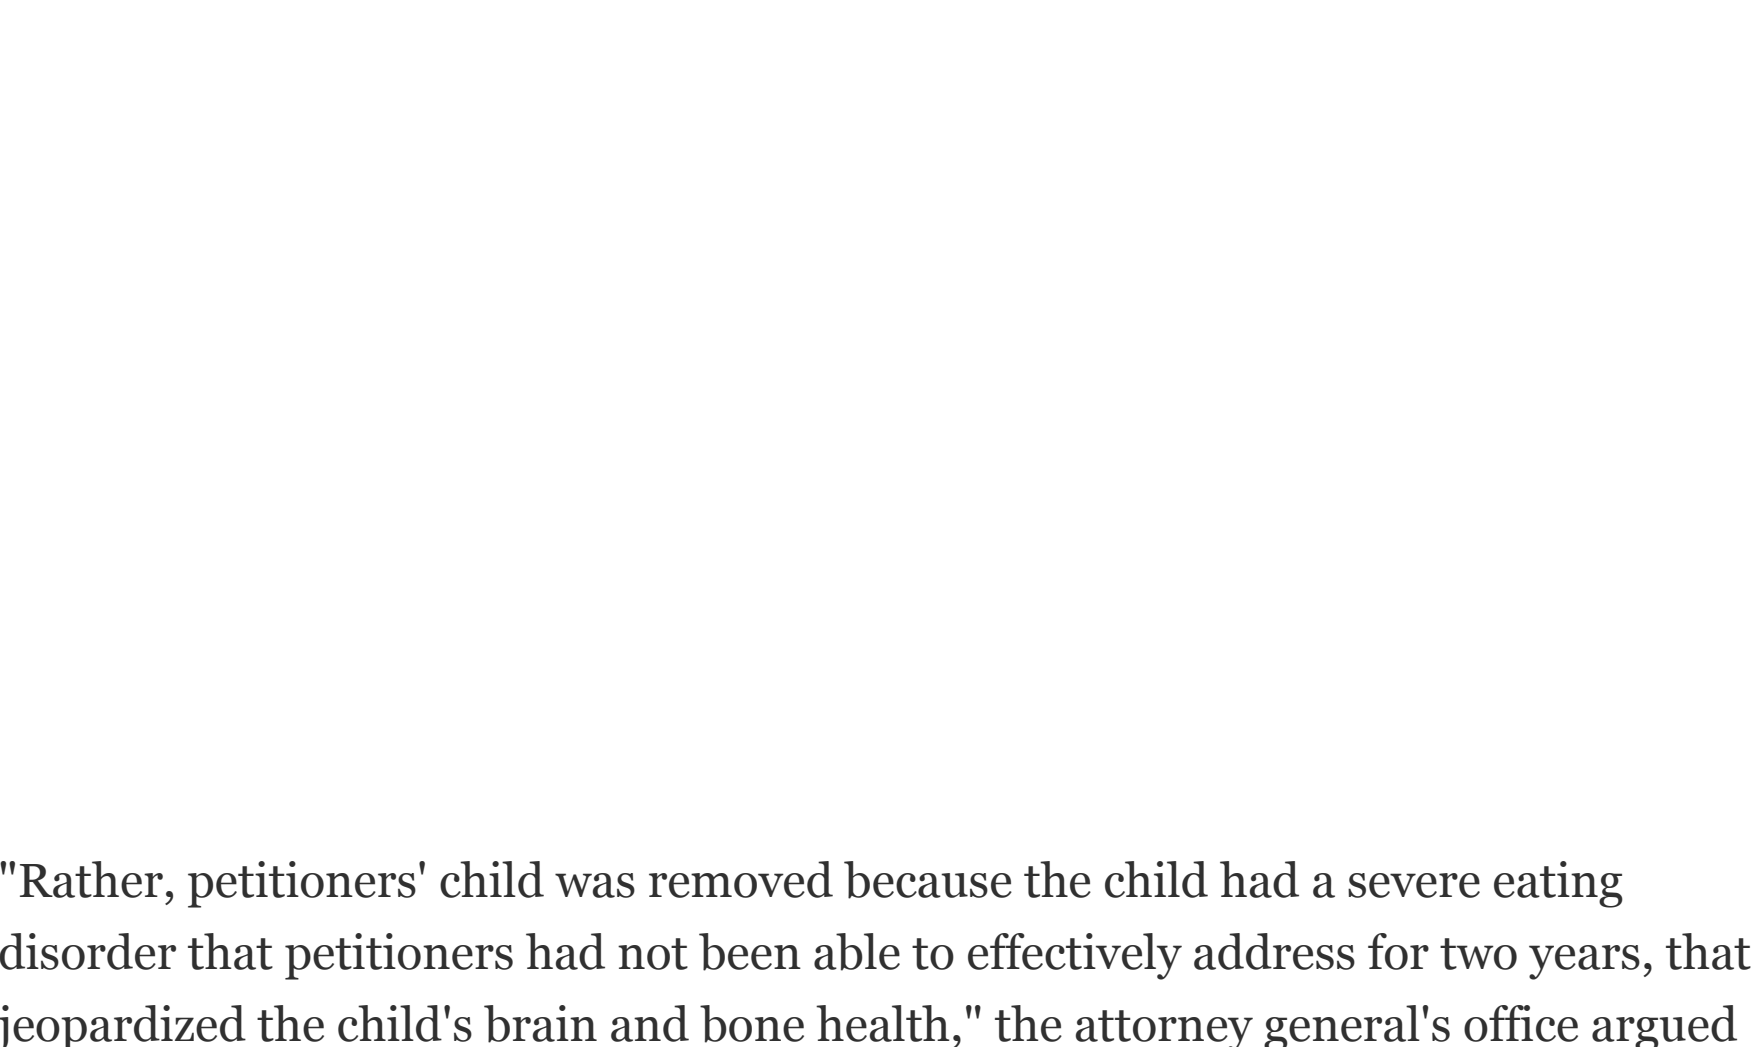 "Rather, petitioners' child was removed because the child had a severe eating
disorder that petitioners had not been able to effectively address for two years, that
jeopardized the child's brain and bone health," the attorney general's office argued